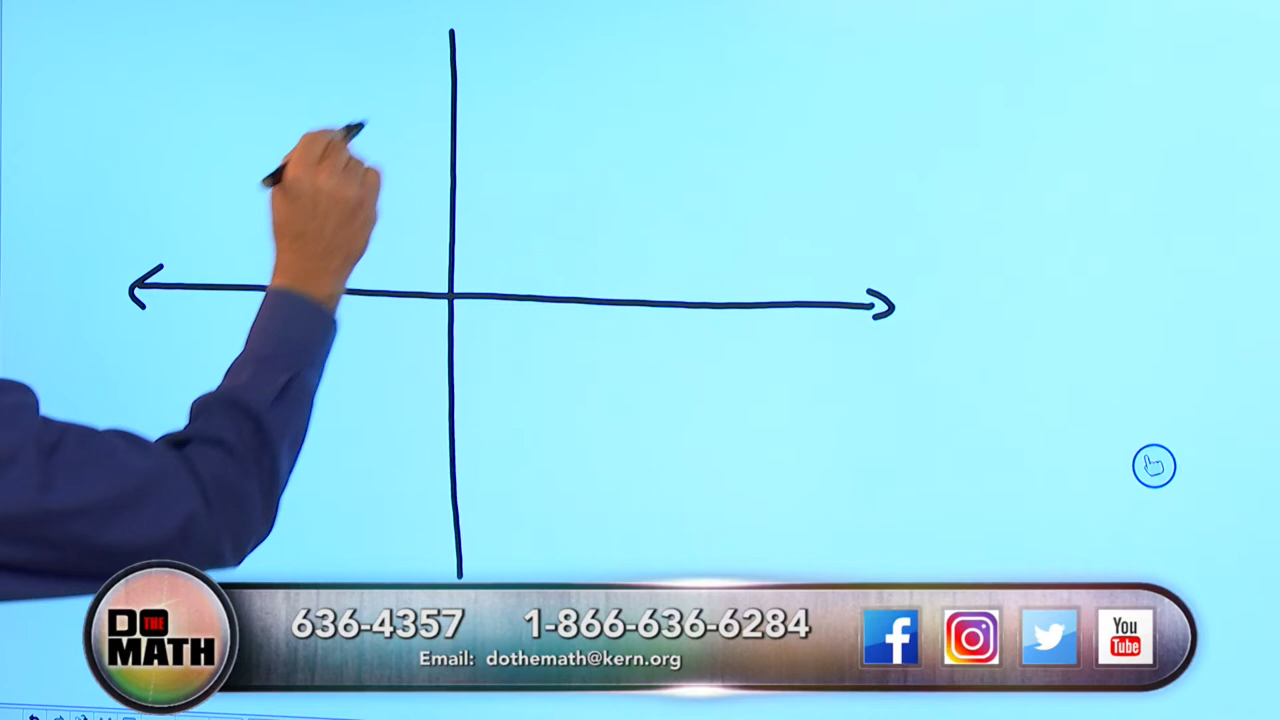 DO THE
MATH
636-4357 1-866-636-6284
Email: dothemath@kern.org
You
Tube